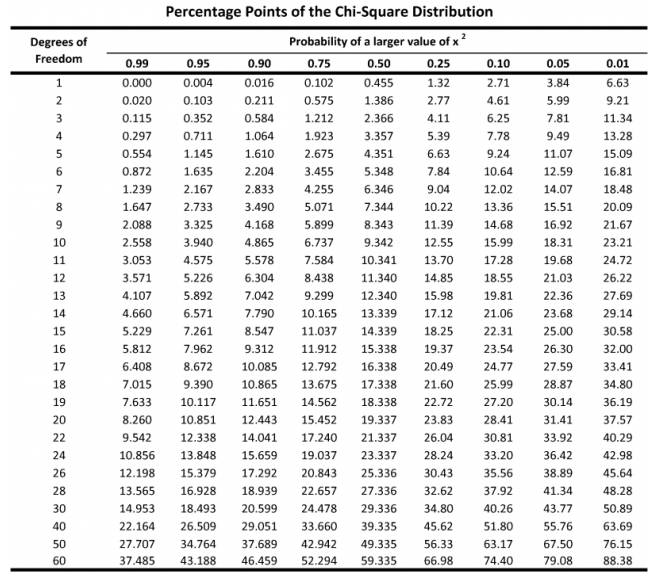 Percentage Points of the Chi-Square Distribution
Degrees of Freedom Probability of a larger value of x 2
0.99 0.95 0.90 0.75 0.50 0.25 0.10 0.05 0.01
1 0.000 0.004 0.016 0.102 0.455 1.32 2.71 3.84 6.63
2 0.020 0.103 0.211 0.575 1.386 2.77 4.61 5.99 9.21
3 0.115 0.352 0.584 1.212 2.366 4.11 6.25 7.81 11.34
4 0.297 0.711 1.064 1.923 3.357 5.39 7.78 9.49 13.28
5 0.554 1.145 1.610 2.675 4.351 6.63 9.24 11.07 15.09
6 0.872 1.635 2.204 3.455 5.348 7.84 10.64 12.59 16.81
7 1.239 2.167 2.833 4.255 6.346 9.04 12.02 14.07 18.48
8 1.647 2.733 3.490 5.071 7.344 10.22 13.36 15.51 20.09
9 2.088 3.325 4.168 5.899 8.343 11.39 14.68 16.92 21.67
10 2.558 3.940 4.865 6.737 9.342 12.55 15.99 18.31 23.21
11 3.053 4.575 5.578 7.584 10.341 13.70 17.28 19.68 24.72
12 3.571 5.226 6.304 8.438 11.340 14.85 18.55 21.03 26.22
13 4.107 5.892 7.042 9.299 12.340 15.98 19.81 22.36 27.69
14 4.660 6.571 7.790 10.165 13.339 17.12 21.06 23.68 29.14
15 5.229 7.261 8.547 11.037 14.339 18.25 22.31 25.00 30.58
16 5.812 7.962 9.312 11.912 15.338 19.37 23.54 26.30 32.00
17 6.408 8.672 10.085 12.792 16.338 20.49 24.77 27.59 33.41
18 7.015 9.390 10.865 13.675 17.338 21.60 25.99 28.87 34.80
19 7.633 10.117 11.651 14.562 18.338 22.72 27.20 30.14 36.19
20 8.260 10.851 12.443 15.452 19.337 23.83 28.41 31.41 37.57
22 9.542 12.338 14.041 17.240 21.337 26.04 30.81 33.92 40.29
24 10.856 13.848 15.659 19.037 23.337 28.24 33.20 36.42 42.98
26 12.198 15.379 17.292 20.843 25.336 30.43 35.56 38.89 45.64
28 13.565 16.928 18.939 22.657 27.336 32.62 37.92 41.34 48.28
30 14.953 18.493 20.599 24.478 29.336 34.80 40.26 43.77 50.89
40 22.164 26.509 29.051 33.660 39.335 45.62 51.80 55.76 63.69
50 27.707 34.764 37.689 42.942 49.335 56.33 63.17 67.50 76.15
60 37.485 43.188 46.459 52.294 59.335 66.98 74.40 79.08 88.38